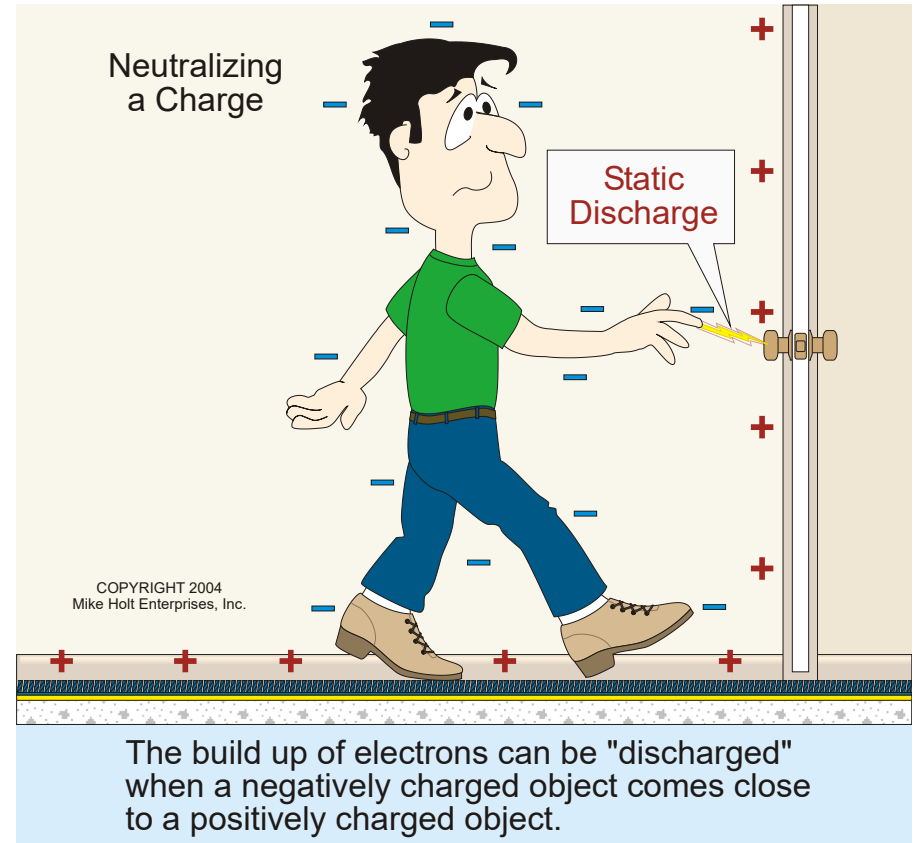 Neutralizing
a Charge
Static
Discharge
COPYRIGHT 2004
Mike Holt Enterprises, Inc.
The build up of electrons can be "discharged"
when a negatively charged object comes close
to a positively charged object.